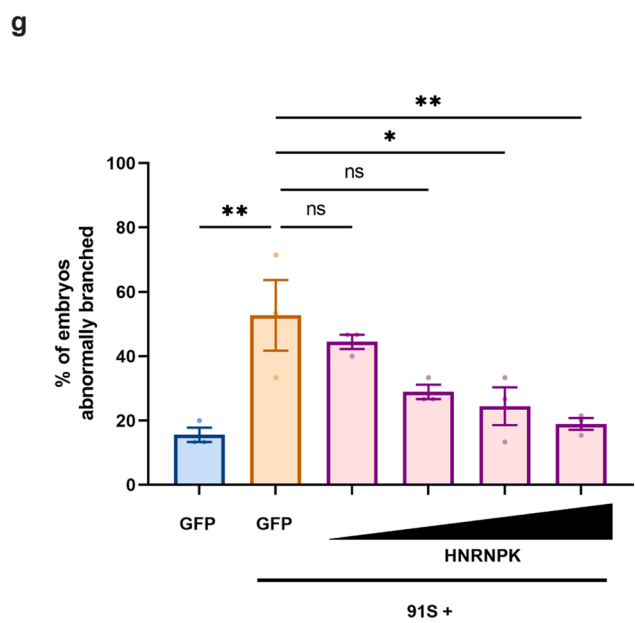 g
**
*
ns
** ns
100
80
60
40
20
0
% of embryos
abnormally branched
GFP GFP
HNRNPK
91S +